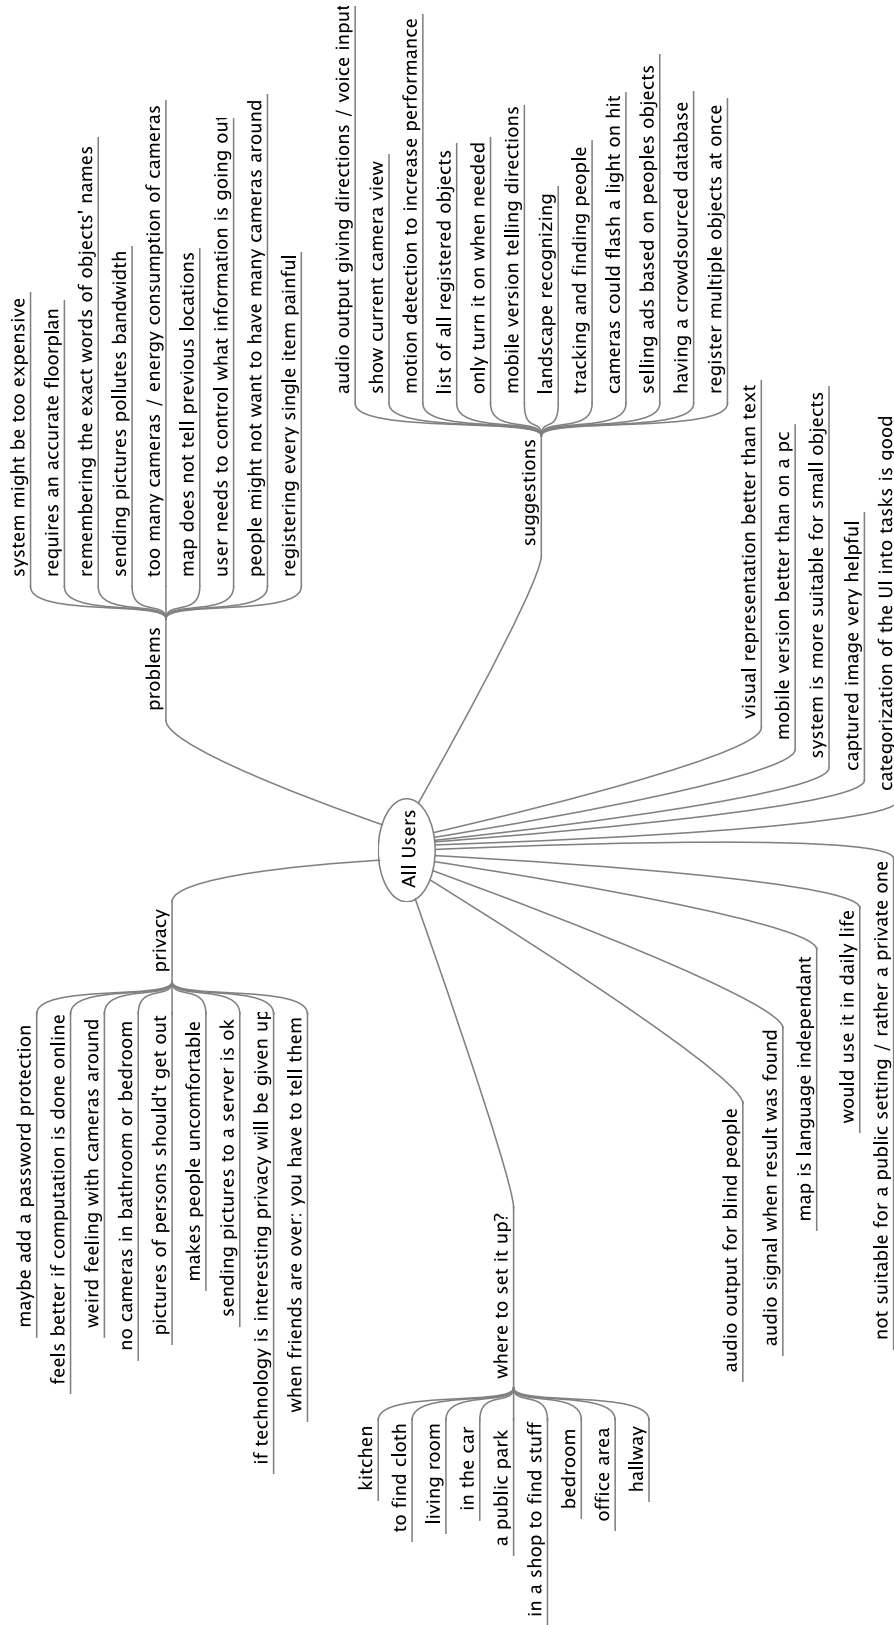 All Users
problems
system might be too expensive
requires an accurate floorplan
remembering the exact words of objects' names
sending pictures pollutes bandwidth
too many cameras / energy consumption of cameras
map does not tell previous locations
user needs to control what information is going out
people might not want to have many cameras around
registering every single item painful
suggestions
audio output giving directions / voice input
show current camera view
motion detection to increase performance
list of all registered objects
only turn it on when needed
mobile version telling directions
landscape recognizing
tracking and finding people
cameras could flash a light on hit
selling ads based on peoples objects
having a crowdsourced database
register multiple objects at once
visual representation better than text
mobile version better than on a pc
system is more suitable for small objects
captured image very helpful
categorization of the UI into tasks is good
privacy
maybe add a password protection
feels better if computation is done online
weird feeling with cameras around
no cameras in bathroom or bedroom
pictures of persons should't get out
makes people uncomfortable
sending pictures to a server is ok
if technology is interesting privacy will be given up
when friends are over: you have to tell them
where to set it up?
kitchen
to find cloth
living room
in the car
a public park
in a shop to find stuff
bedroom
office area
hallway
audio output for blind people
audio signal when result was found
map is language independant
would use it in daily life
not suitable for a public setting / rather a private one